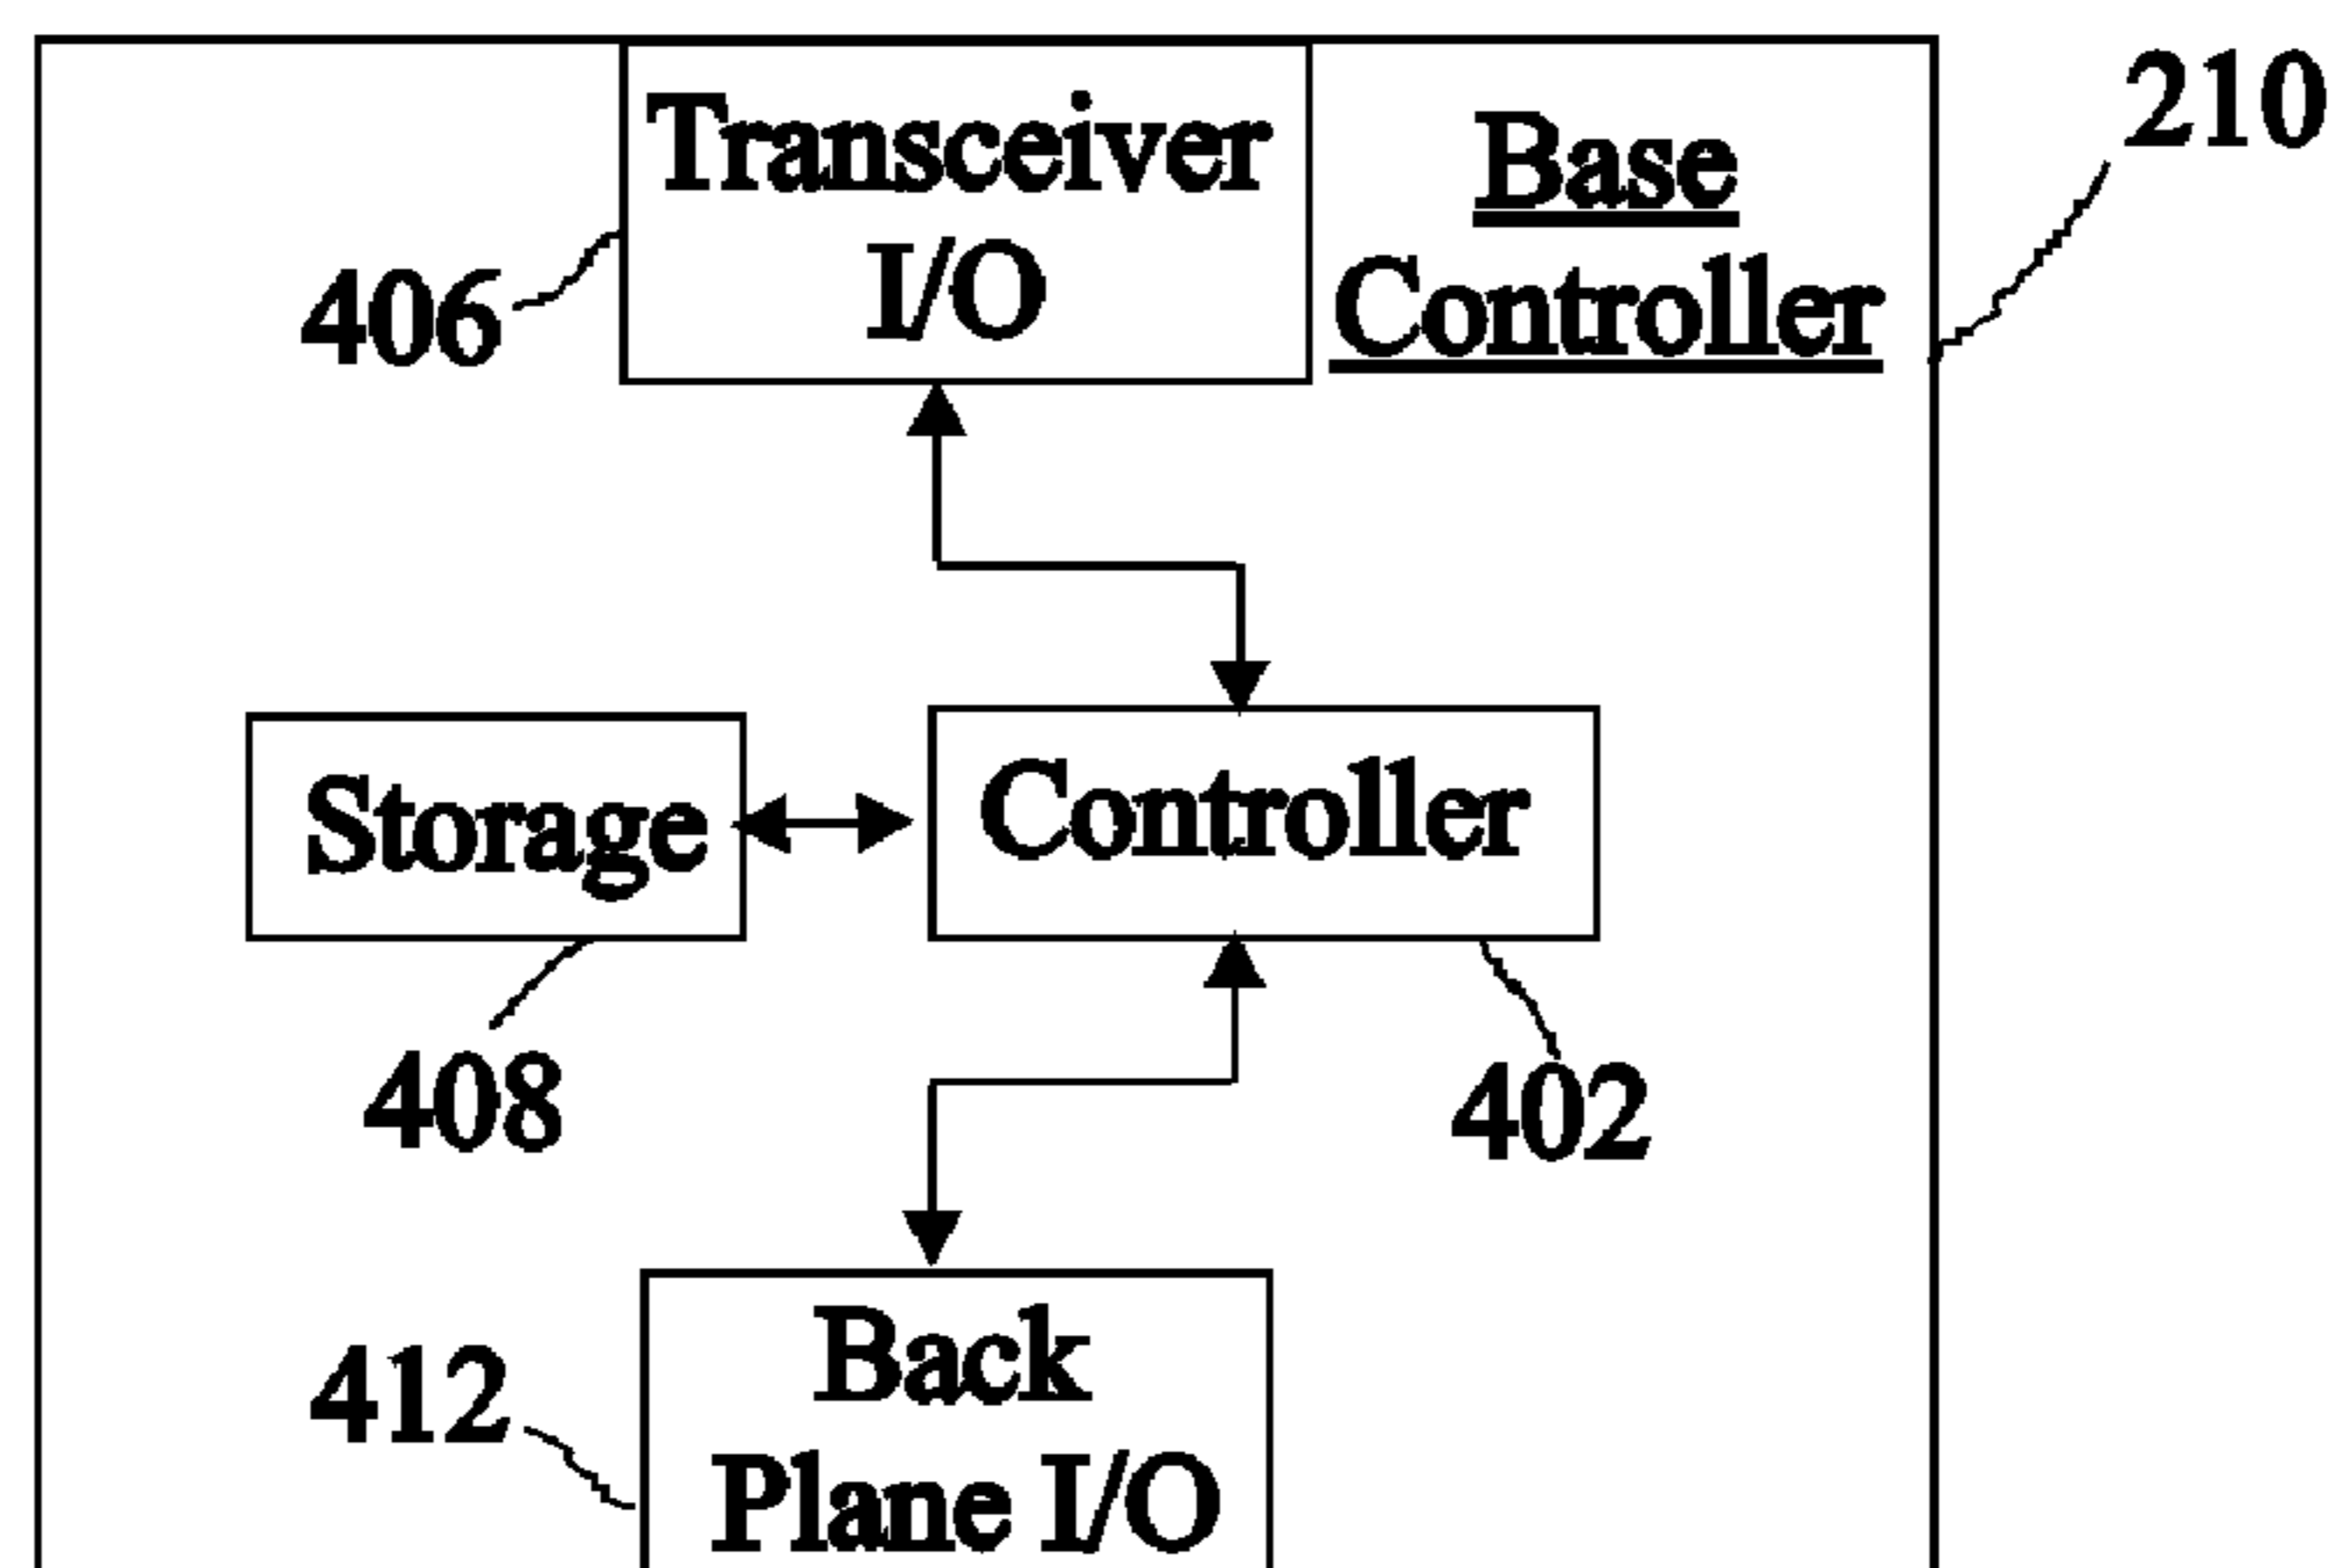 210
Transceiver
I/O
Base
Controller
406
Storage
Controller
408
402
412
Back
Plane I/O